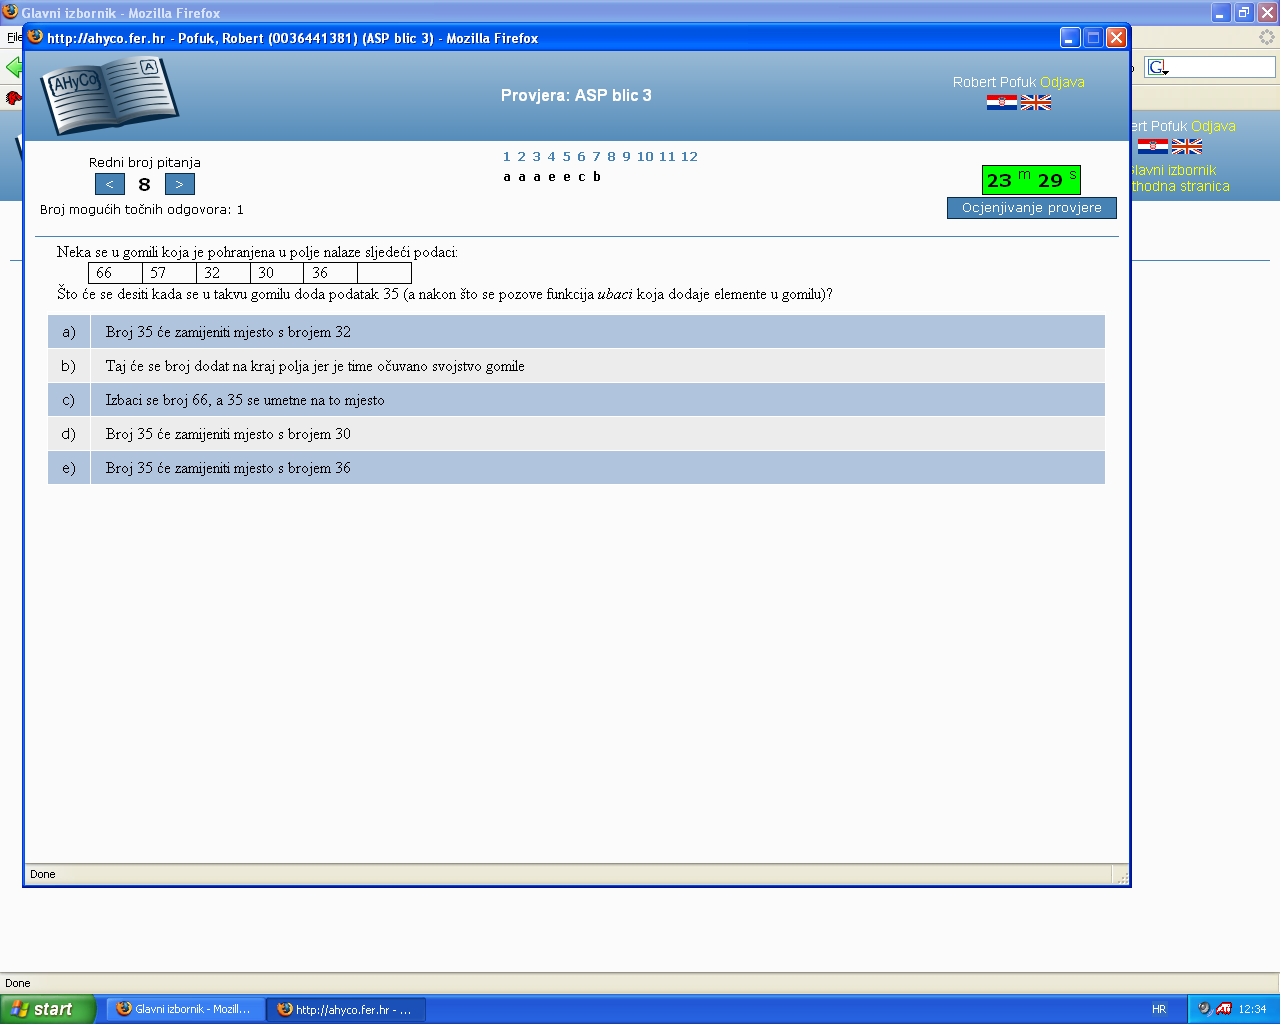 Glavni izbornik - Mozilla Firefox
http://ahyco.fer.hr - Pofuk, Robert (0036441381) (ASP blic 3) - Mozilla Firefox
File
G
AHyCo
A
Provjera: ASP blic 3
Robert Pofuk Odjava
ert Pofuk Odjava
Glavni izbornik
thodna stranica
Redni broj pitanja
< 8 >
Broj mogućih točnih odgovora: 1
1 2 3 4 5 6 7 8 9 10 11 12
a a a e e c b
23 m 29 s
Ocjenjivanje provjere
Neka se u gomili koja je pohranjena u polje nalaze sljedeći podaci:
66 57 32 30 36
Što će se desiti kada se u takvu gomilu doda podatak 35 (a nakon što se pozove funkcija ubaci koja dodaje elemente u gomilu)?
a) Broj 35 će zamijeniti mjesto s brojem 32
b) Taj će se broj dodat na kraj polja jer je time očuvano svojstvo gomile
c) Izbaci se broj 66, a 35 se umetne na to mjesto
d) Broj 35 će zamijeniti mjesto s brojem 30
e) Broj 35 će zamijeniti mjesto s brojem 36
Done
Done
start
Glavni izbornik - Mozill...
http://ahyco.fer.hr - ...
HR
ATI
12:34